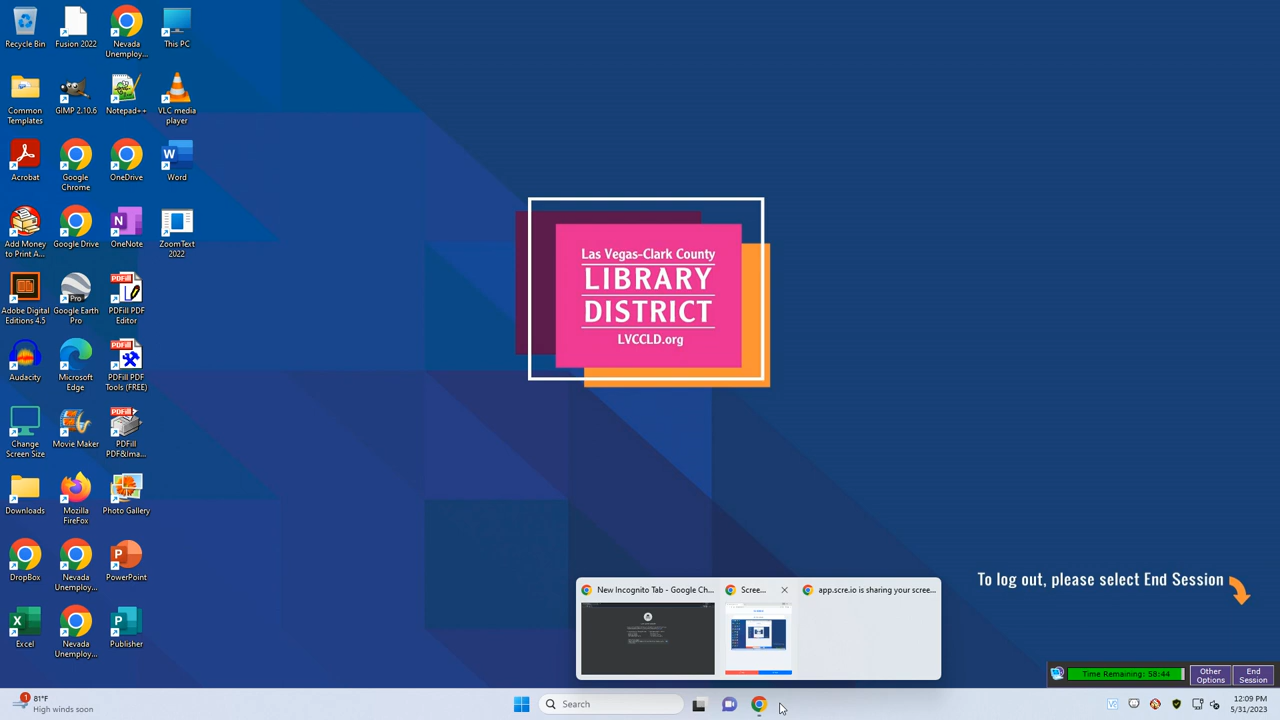 Recycle Bin
Fusion 2022
Nevada
Unemploy...
This PC
Common
Templates
GIMP 2.10.6
Notepad++
VLC media
player
Acrobat
Google
Chrome
OneDrive
Word
Add Money
to Print A...
Google Drive
OneNote
ZoomText
2022
Adobe Digital
Editions 4.5
Google Earth
Pro
PDFill PDF
Editor
Audacity
Microsoft
Edge
PDFill PDF
Tools (FREE)
Change
Screen Size
Movie Maker
PDFill
PDF&Ima...
Downloads
Mozilla
FireFox
Photo Gallery
DropBox
Nevada
Unemploy...
PowerPoint
Excel
Nevada
Unemploy...
Publisher
Las Vegas-Clark County
LIBRARY
DISTRICT
LVCCLD.org
To log out, please select End Session
New Incognito Tab - Google Ch...
Scree...
app.scre.io is sharing your scree...
Time Remaining: 58:44
Other
Options
End
Session
1
81°F
High winds soon
Search
12:09 PM
5/31/2023